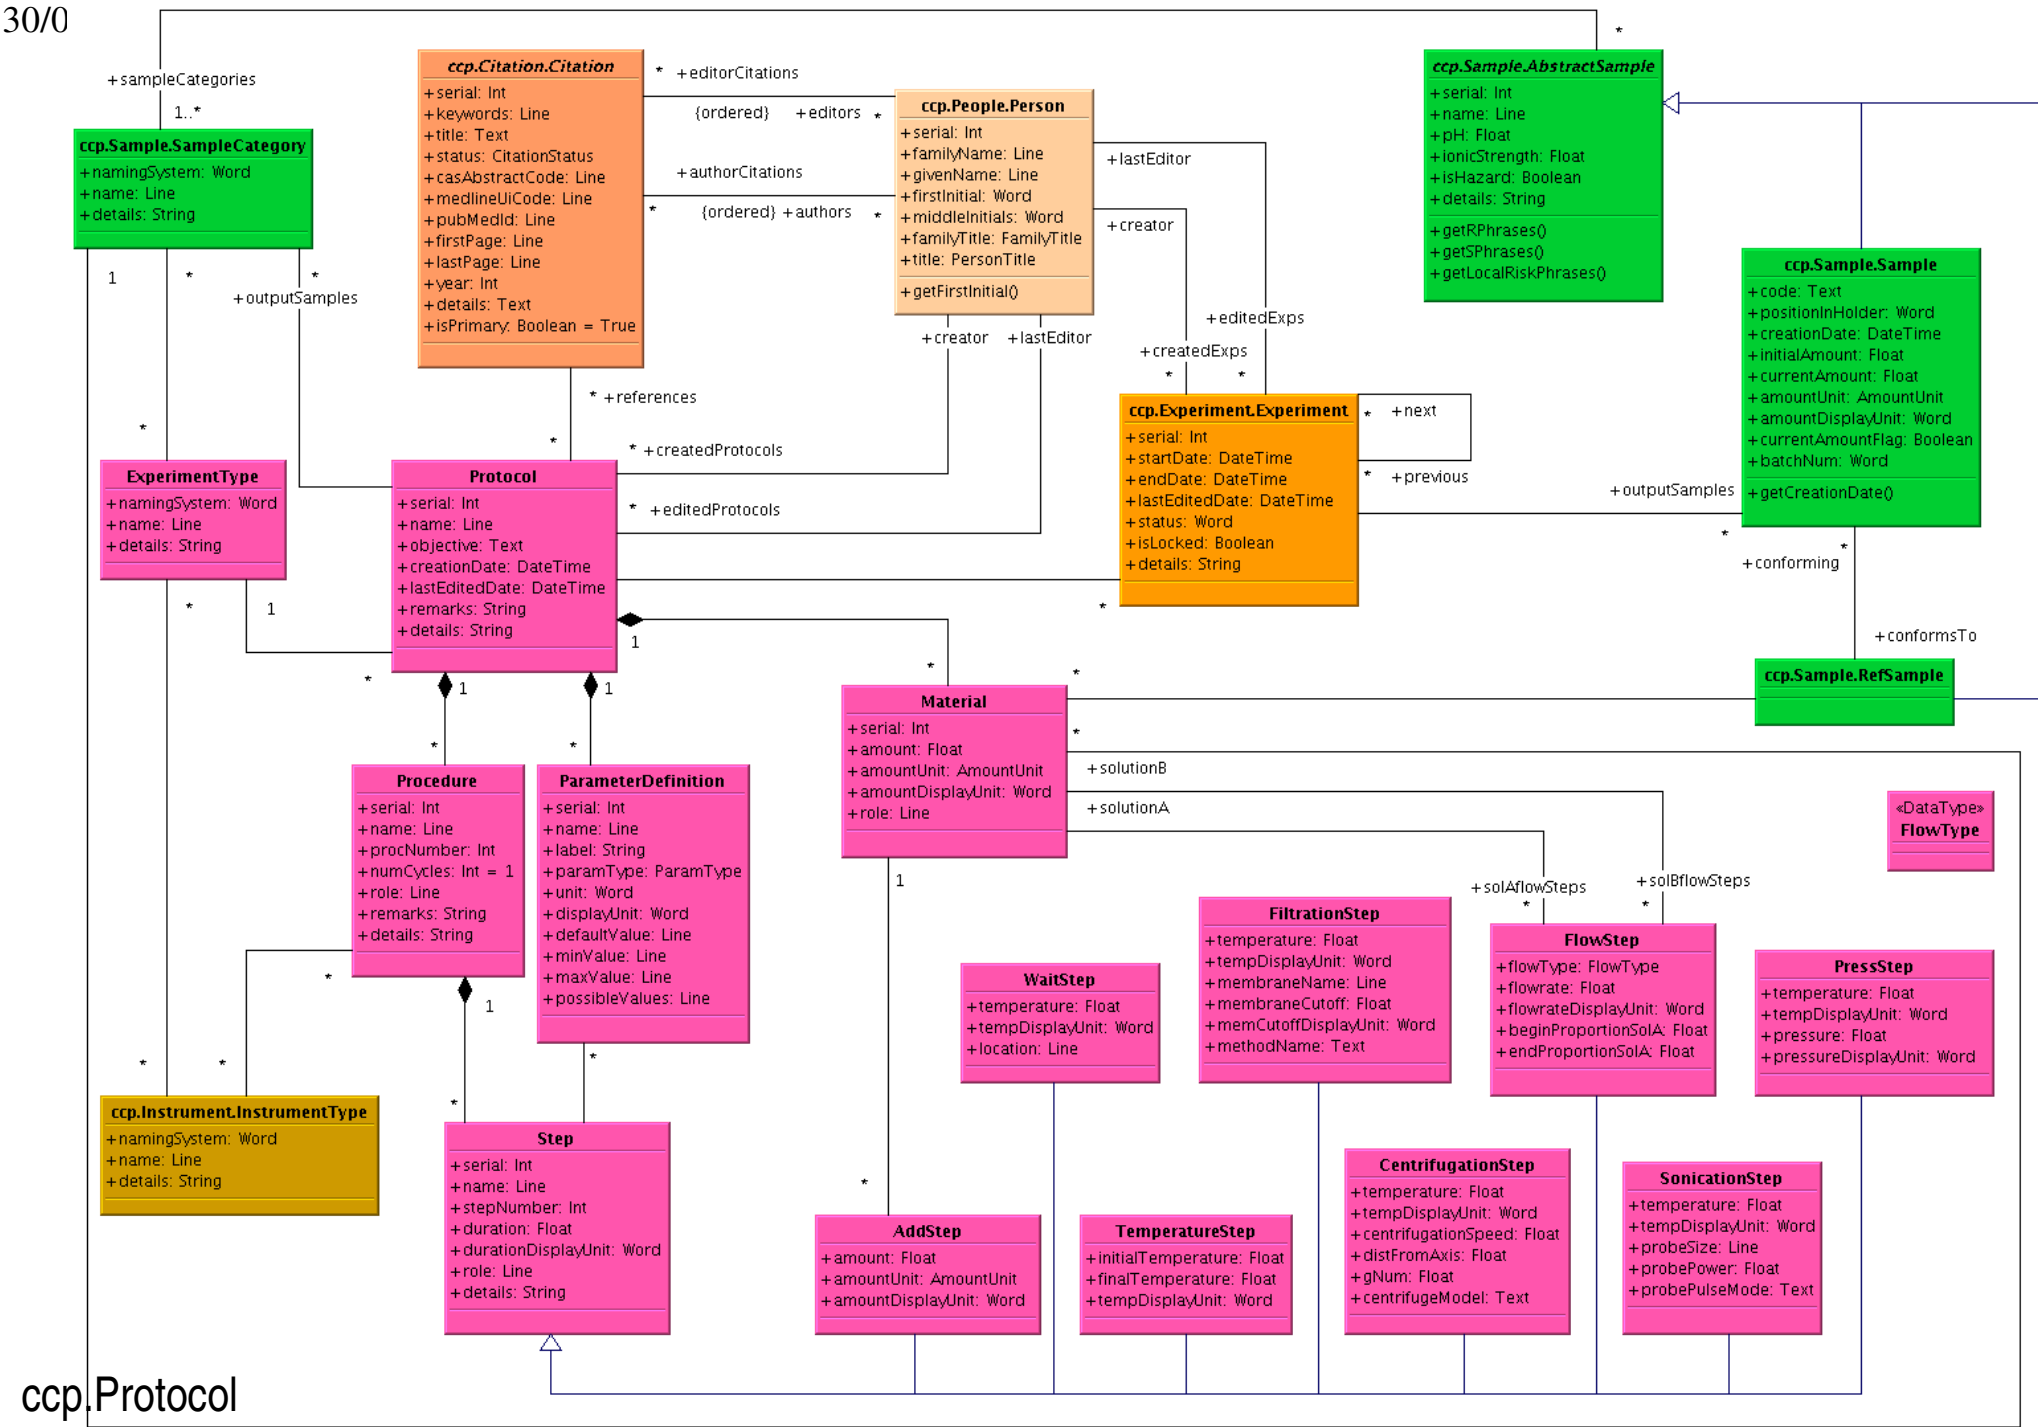 30/0
+sampleCategories
1..*
*
ccp.Sample.SampleCategory
+namingSystem: Word
+name: Line
+details: String
1
*
*
+outputSamples
ccp.Citation.Citation
+serial: Int
+keywords: Line
+title: Text
+status: CitationStatus
+casAbstractCode: Line
+medlineUiCode: Line
+pubMedId: Line
+firstPage: Line
+lastPage: Line
+year: Int
+details: Text
+isPrimary: Boolean = True
* +editorCitations
{ordered} +editors *
+authorCitations
* {ordered} +authors *
ccp.People.Person
+serial: Int
+familyName: Line
+givenName: Line
+firstInitial: Word
+middleInitials: Word
+familyTitle: FamilyTitle
+title: PersonTitle
+getFirstInitial()
+lastEditor
+creator
+creator +lastEditor
+editedExps
+createdExps
* *
ccp.Sample.AbstractSample
+serial: Int
+name: Line
+pH: Float
+ionicStrength: Float
+isHazard: Boolean
+details: String
+getRPhrases()
+getSPhrases()
+getLocalRiskPhrases()
ccp.Sample.Sample
+code: Text
+positionInHolder: Word
+creationDate: DateTime
+initialAmount: Float
+currentAmount: Float
+amountUnit: AmountUnit
+amountDisplayUnit: Word
+currentAmountFlag: Boolean
+batchNum: Word
+getCreationDate()
* +references
*
* +createdProtocols
* +editedProtocols
ccp.Experiment.Experiment
+serial: Int
+startDate: DateTime
+endDate: DateTime
+lastEditedDate: DateTime
+status: Word
+isLocked: Boolean
+details: String
* +next
* +previous
+outputSamples
*
*
+conforming
+conformsTo
ccp.Sample.RefSample
*
ExperimentType
+namingSystem: Word
+name: Line
+details: String
* 1
Protocol
+serial: Int
+name: Line
+objective: Text
+creationDate: DateTime
+lastEditedDate: DateTime
+remarks: String
+details: String
*
1
*
1
1
*
*
*
Material
+serial: Int
+amount: Float
+amountUnit: AmountUnit
+amountDisplayUnit: Word
+role: Line
*
*
+solutionB
+solutionA
1
Procedure
+serial: Int
+name: Line
+procNumber: Int
+numCycles: Int = 1
+role: Line
+remarks: String
+details: String
*
1
ParameterDefinition
+serial: Int
+name: Line
+label: String
+paramType: ParamType
+unit: Word
+displayUnit: Word
+defaultValue: Line
+minValue: Line
+maxValue: Line
+possibleValues: Line
*
*
«DataType»
FlowType
+solAflowSteps
*
+solBflowSteps
*
WaitStep
+temperature: Float
+tempDisplayUnit: Word
+location: Line
FiltrationStep
+temperature: Float
+tempDisplayUnit: Word
+membraneName: Line
+membraneCutoff: Float
+memCutoffDisplayUnit: Word
+methodName: Text
FlowStep
+flowType: FlowType
+flowrate: Float
+flowrateDisplayUnit: Word
+beginProportionSolA: Float
+endProportionSolA: Float
PressStep
+temperature: Float
+tempDisplayUnit: Word
+pressure: Float
+pressureDisplayUnit: Word
* *
ccp.Instrument.InstrumentType
+namingSystem: Word
+name: Line
+details: String
Step
+serial: Int
+name: Line
+stepNumber: Int
+duration: Float
+durationDisplayUnit: Word
+role: Line
+details: String
*
AddStep
+amount: Float
+amountUnit: AmountUnit
+amountDisplayUnit: Word
TemperatureStep
+initialTemperature: Float
+finalTemperature: Float
+tempDisplayUnit: Word
CentrifugationStep
+temperature: Float
+tempDisplayUnit: Word
+centrifugationSpeed: Float
+distFromAxis: Float
+gNum: Float
+centrifugeModel: Text
SonicationStep
+temperature: Float
+tempDisplayUnit: Word
+probeSize: Line
+probePower: Float
+probePulseMode: Text
ccp.Protocol